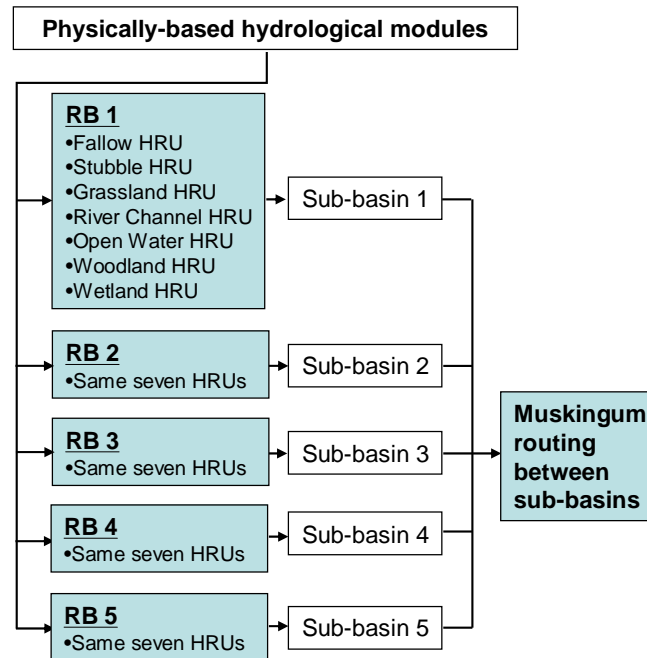 Physically-based hydrological modules
RB 1
•Fallow HRU
•Stubble HRU
•Grassland HRU
•River Channel HRU
•Open Water HRU
•Woodland HRU
•Wetland HRU
Sub-basin 1
RB 2
•Same seven HRUs
Sub-basin 2
RB 3
•Same seven HRUs
Sub-basin 3
RB 4
•Same seven HRUs
Sub-basin 4
RB 5
•Same seven HRUs
Sub-basin 5
Muskingum
routing
between
sub-basins